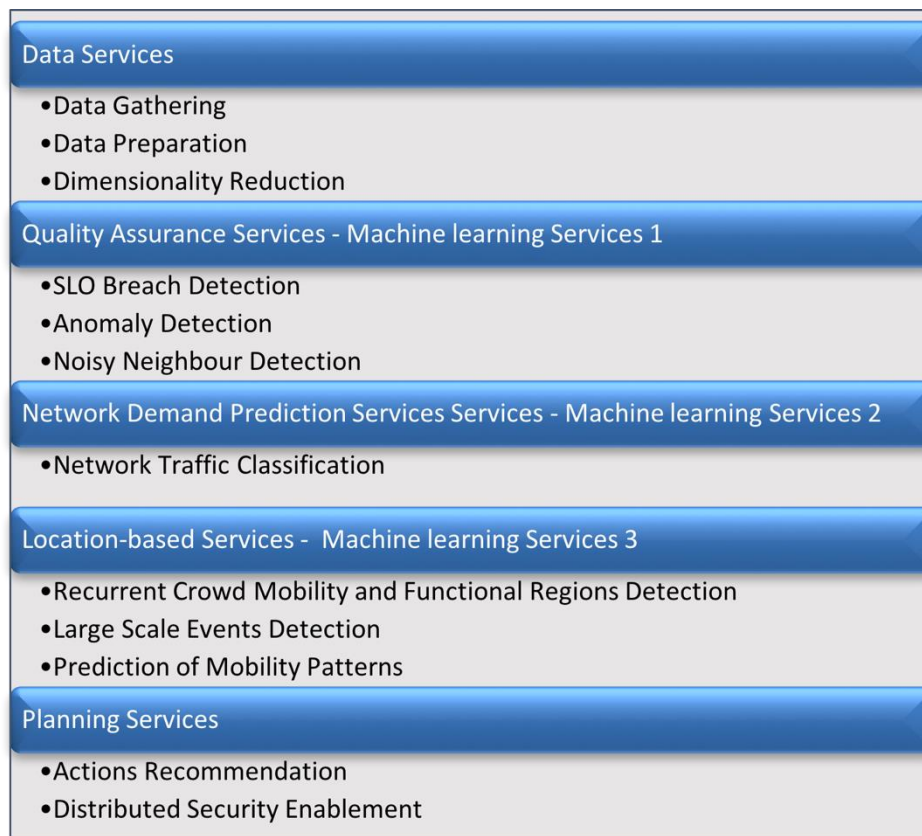 Data Services
•Data Gathering
•Data Preparation
•Dimensionality Reduction
Quality Assurance Services - Machine learning Services 1
•SLO Breach Detection
•Anomaly Detection
•Noisy Neighbour Detection
Network Demand Prediction Services Services - Machine learning Services 2
•Network Traffic Classification
Location-based Services -  Machine learning Services 3
•Recurrent Crowd Mobility and Functional Regions Detection
•Large Scale Events Detection
•Prediction of Mobility Patterns
Planning Services
•Actions Recommendation
•Distributed Security Enablement